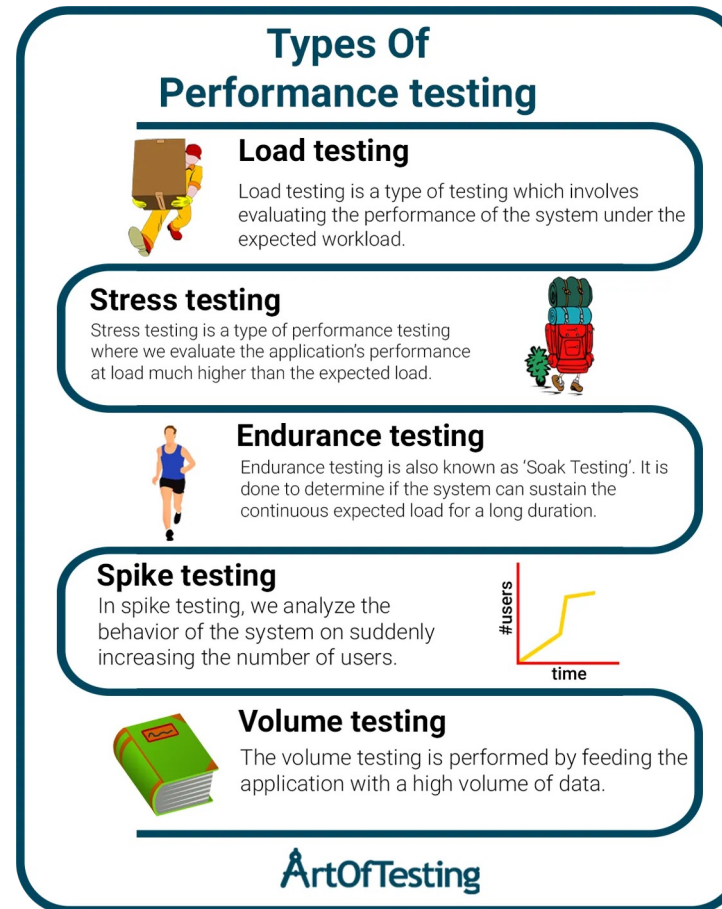 Types Of
Performance testing
Load testing
Load testing is a type of testing which involves
evaluating the performance of the system under the
expected workload.
Stress testing
Stress testing is a type of performance testing
where we evaluate the application's performance
at load much higher than the expected load.
Endurance testing
Endurance testing is also known as ‘Soak Testing’. It is
done to determine if the system can sustain the
continuous expected load for a long duration.
Spike testing
In spike testing, we analyze the
behavior of the system on suddenly
increasing the number of users.
#users
time
Volume testing
The volume testing is performed by feeding the
application with a high volume of data.
ArtOfTesting